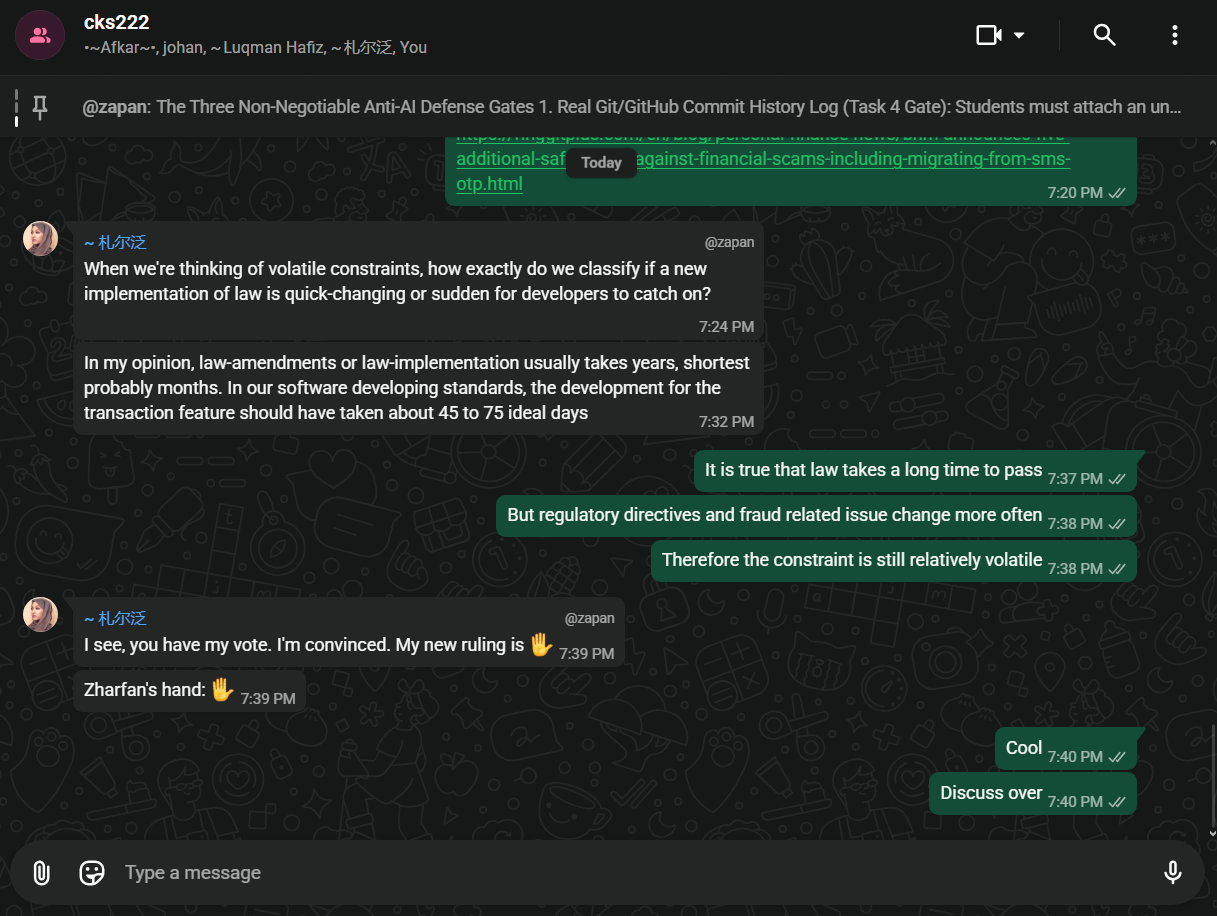 cks222
•~Afkar~•, johan, ~ Luqman Hafiz, ~ 札尔泛, You
@zapan: The Three Non-Negotiable Anti-AI Defense Gates 1. Real Git/GitHub Commit History Log (Task 4 Gate): Students must attach an un...
additional-saf
against-financial-scams-including-migrating-from-sms-
Today
otp.html
7:20 PM
~ 札尔泛
@zapan
When we're thinking of volatile constraints, how exactly do we classify if a new
implementation of law is quick-changing or sudden for developers to catch on?
7:24 PM
In my opinion, law-amendments or law-implementation usually takes years, shortest
probably months. In our software developing standards, the development for the
transaction feature should have taken about 45 to 75 ideal days
7:32 PM
It is true that law takes a long time to pass 7:37 PM
But regulatory directives and fraud related issue change more often 7:38 PM
Therefore the constraint is still relatively volatile 7:38 PM
~ 札尔泛
@zapan
I see, you have my vote. I'm convinced. My new ruling is 🖐 7:39 PM
Zharfan's hand: 🖐 7:39 PM
Cool 7:40 PM
Discuss over 7:40 PM
Type a message